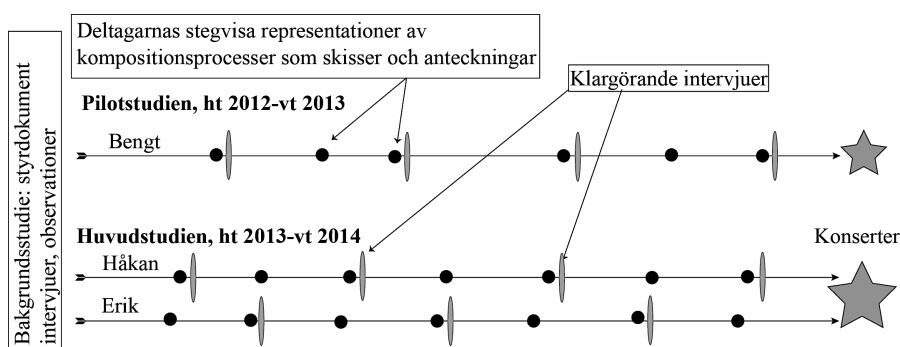 Deltagarnas stegvisa representationer av
kompositionsprocesser som skisser och anteckningar
Klargörande intervjuer
Pilotstudien, ht 2012-vt 2013
Bengt
Huvudstudien, ht 2013-vt 2014
Konserter
Håkan
Erik
Bakgrundsstudie: styrdokument
intervjuer, observationer